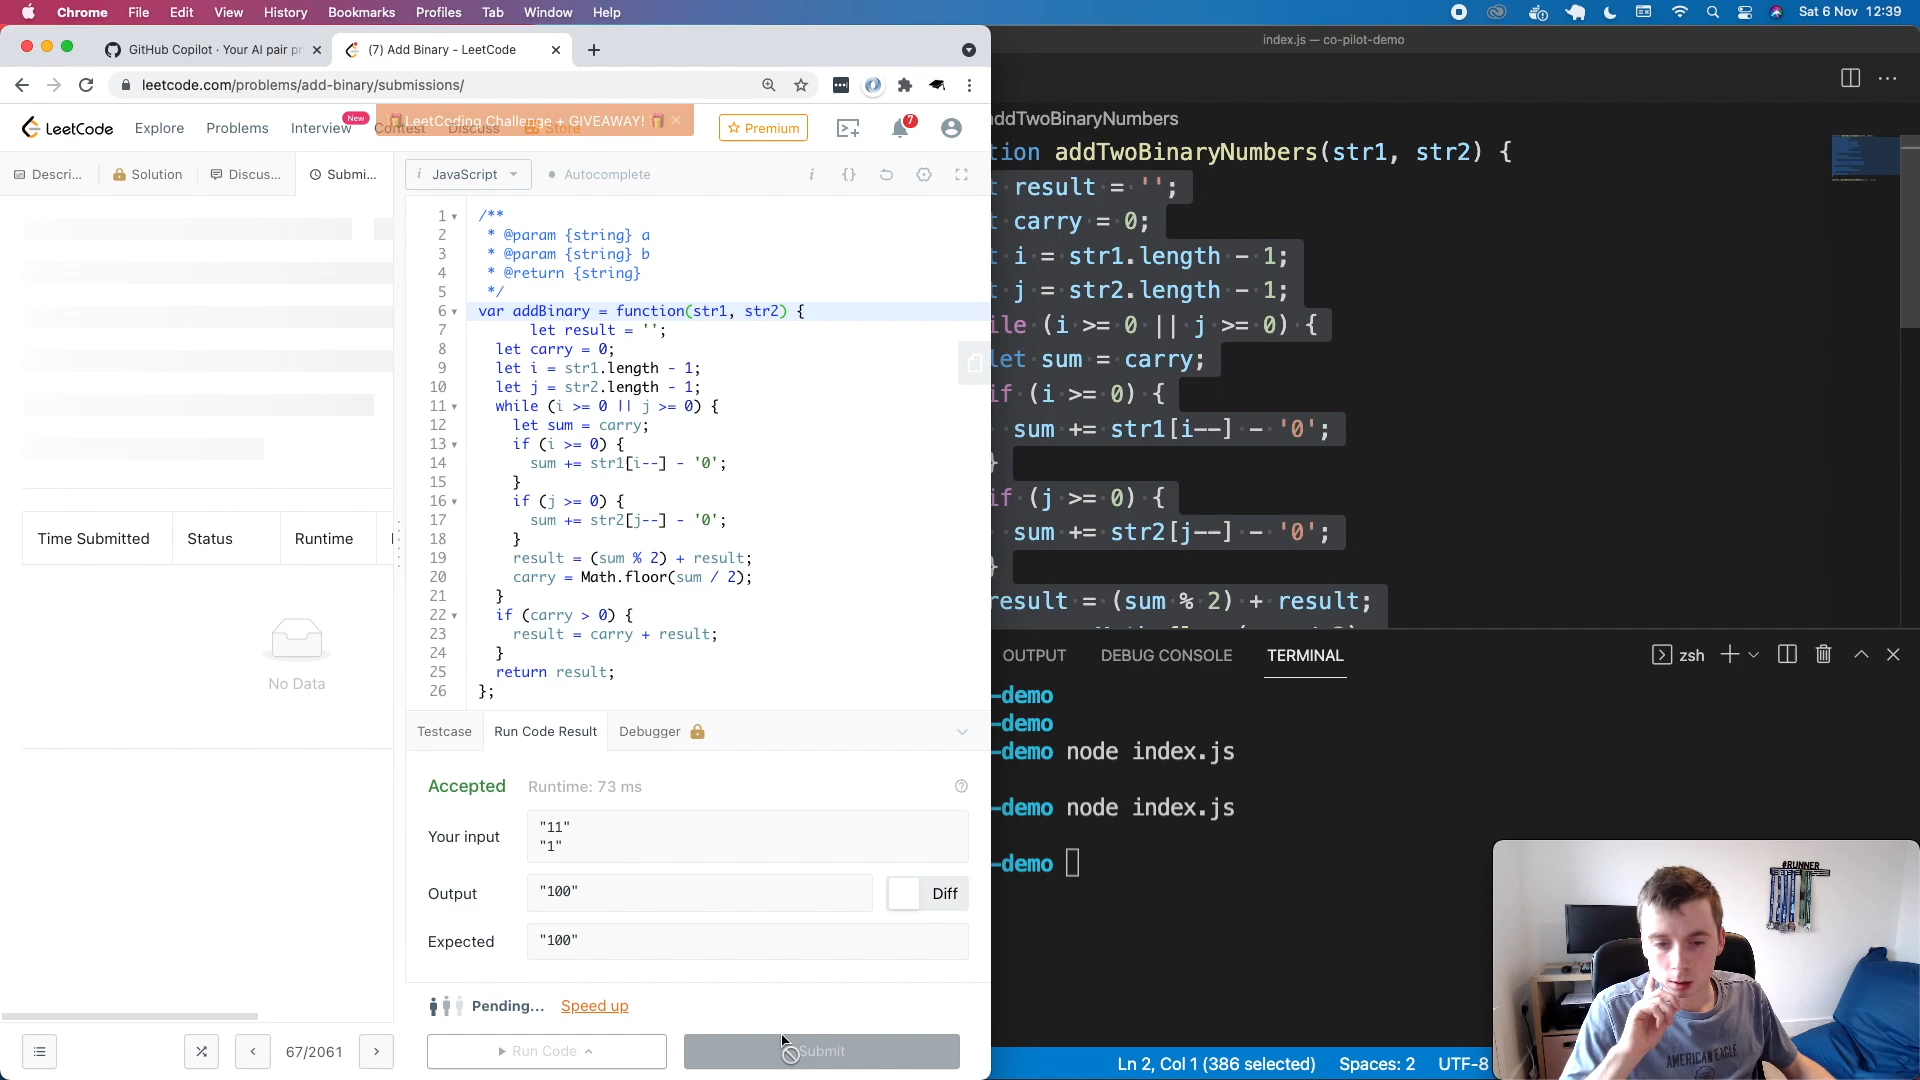 Chrome File Edit View History Bookmarks Profiles Tab Window Help
Sat 6 Nov 12:39
GitHub Copilot · Your AI pair pr
(7) Add Binary - LeetCode
leetcode.com/problems/add-binary/submissions/
LeetCode Explore Problems Interview New Contest Discuss Store
LeetCoding Challenge + GIVEAWAY!
Premium
7
Descri...
Solution
Discus...
Submi...
i JavaScript
Autocomplete
1 /**
2 * @param {string} a
3 * @param {string} b
4 * @return {string}
5 */
6 var addBinary = function(str1, str2) {
7 let result = '';
8 let carry = 0;
9 let i = str1.length - 1;
10 let j = str2.length - 1;
11 while (i >= 0 || j >= 0) {
12 let sum = carry;
13 if (i >= 0) {
14 sum += str1[i--] - '0';
15 }
16 if (j >= 0) {
17 sum += str2[j--] - '0';
18 }
19 result = (sum % 2) + result;
20 carry = Math.floor(sum / 2);
21 }
22 if (carry > 0) {
23 result = carry + result;
24 }
25 return result;
26 };
Time Submitted Status Runtime
No Data
Testcase Run Code Result Debugger
Accepted Runtime: 73 ms
Your input
"11"
"1"
Output "100" Diff
Expected "100"
Pending... Speed up
67/2061
Run Code
Submit
index.js — co-pilot-demo
ddTwoBinaryNumbers
tion addTwoBinaryNumbers(str1, str2) {
t result = '';
t carry = 0;
t i = str1.length - 1;
t j = str2.length - 1;
ile (i >= 0 || j >= 0) {
let sum = carry;
if (i >= 0) {
sum += str1[i--] - '0';
}
if (j >= 0) {
sum += str2[j--] - '0';
}
result = (sum % 2) + result;
OUTPUT DEBUG CONSOLE TERMINAL
zsh
-demo
-demo
-demo node index.js
-demo node index.js
-demo
Ln 2, Col 1 (386 selected) Spaces: 2 UTF-8
#RUNNER
AMERICAN EAGLE